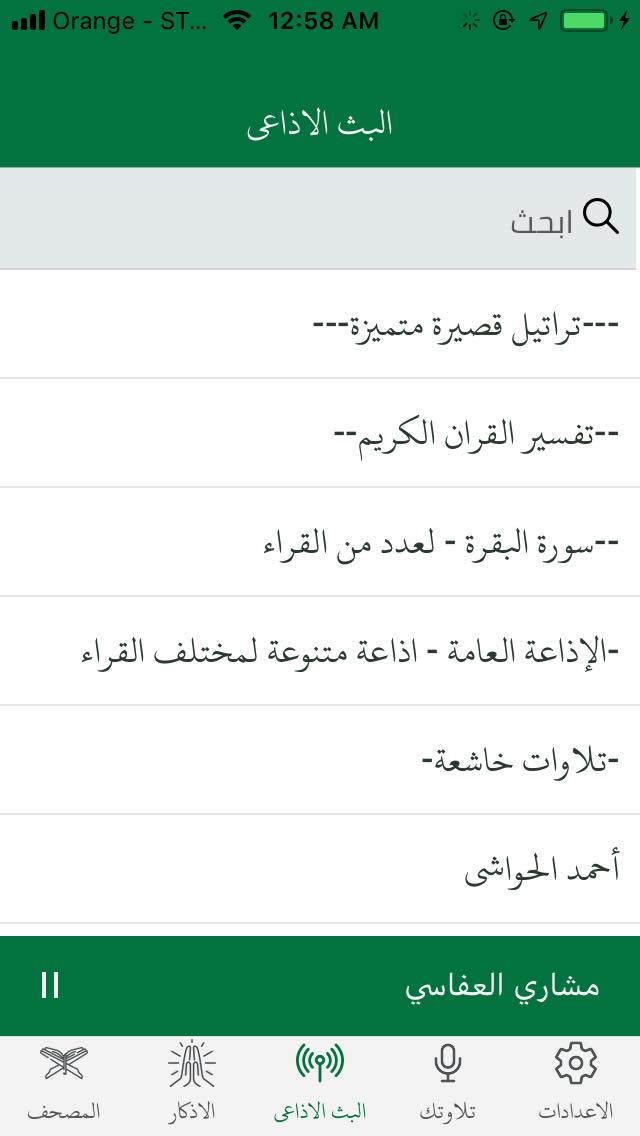 Orange - ST... 12:58 AM
البث الاذاعى
ابحث
---تراتيل قصيرة متميزة---
--تفسير القران الكريم--
--سورة البقرة - لعدد من القراء
-الإذاعة العامة - اذاعة متنوعة لمختلف القراء
-تلاوات خاشعة-
أحمد الحواشى
مشاري العفاسي
الاعدادات
تلاوتك
البث الاذاعى
الاذكار
المصحف